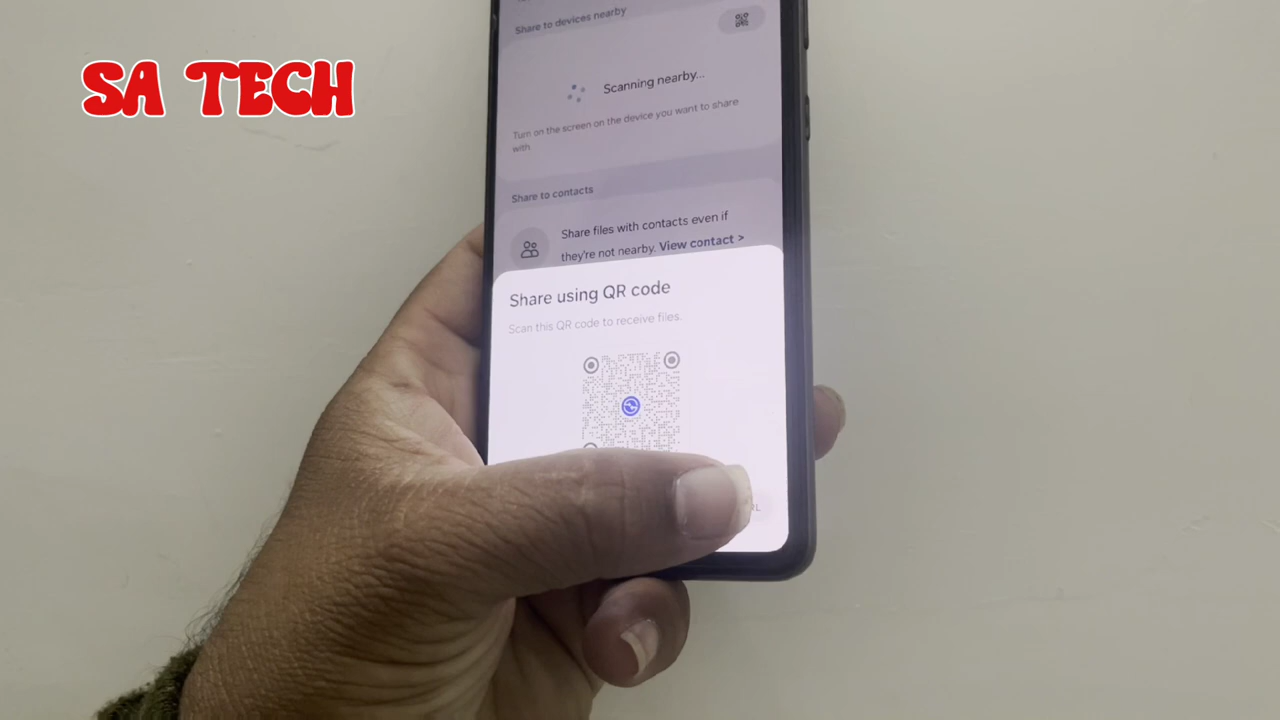 SA TECH
Share to devices nearby
Scanning nearby...
Turn on the screen on the device you want to share
with.
Share to contacts
Share files with contacts even if
they're not nearby. View contact >
Share using QR code
Scan this QR code to receive files.